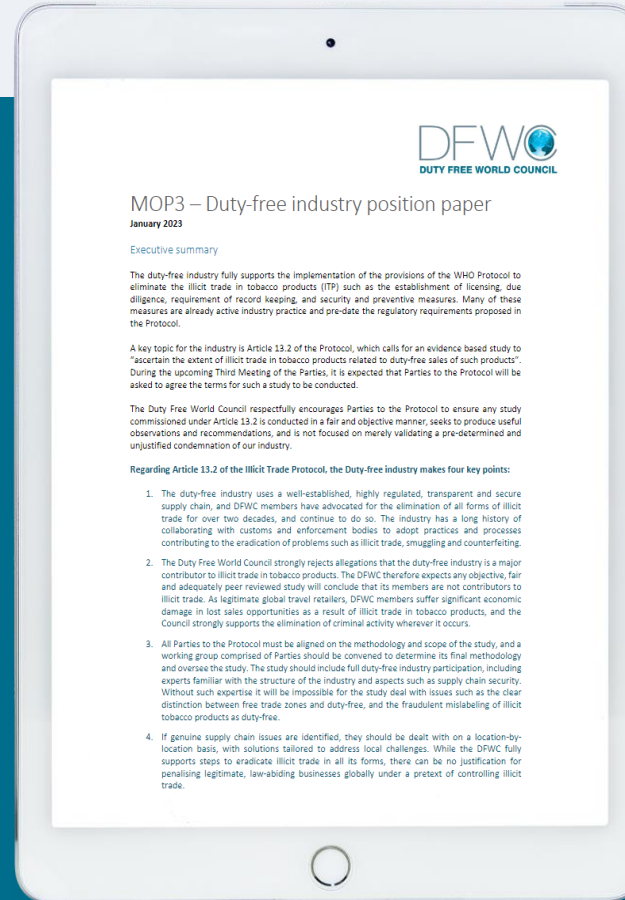 DFWC
DUTY FREE WORLD COUNCIL
MOP3 – Duty-free industry position paper
January 2023
Executive summary
The duty-free industry fully supports the implementation of the provisions of the WHO Protocol to
eliminate the illicit trade in tobacco products (ITP) such as the establishment of licensing, due
diligence, requirement of record keeping, and security and preventive measures. Many of these
measures are already active industry practice and pre-date the regulatory requirements proposed in
the Protocol.
A key topic for the industry is Article 13.2 of the Protocol, which calls for an evidence based study to
“ascertain the extent of illicit trade in tobacco products related to duty-free sales of such products”.
During the upcoming Third Meeting of the Parties, it is expected that Parties to the Protocol will be
asked to agree the terms for such a study to be conducted.
The Duty Free World Council respectfully encourages Parties to the Protocol to ensure any study
commissioned under Article 13.2 is conducted in a fair and objective manner, seeks to produce useful
observations and recommendations, and is not focused on merely validating a pre-determined and
unjustified condemnation of our industry.
Regarding Article 13.2 of the Illicit Trade Protocol, the Duty-free industry makes four key points:
1. The duty-free industry uses a well-established, highly regulated, transparent and secure
supply chain, and DFWC members have advocated for the elimination of all forms of illicit
trade for over two decades, and continue to do so. The industry has a long history of
collaborating with customs and enforcement bodies to adopt practices and processes
contributing to the eradication of problems such as illicit trade, smuggling and counterfeiting.
2. The Duty Free World Council strongly rejects allegations that the duty-free industry is a major
contributor to illicit trade in tobacco products. The DFWC therefore expects any objective, fair
and adequately peer reviewed study will conclude that its members are not contributors to
illicit trade. As legitimate global travel retailers, DFWC members suffer significant economic
damage in lost sales opportunities as a result of illicit trade in tobacco products, and the
Council strongly supports the elimination of criminal activity wherever it occurs.
3. All Parties to the Protocol must be aligned on the methodology and scope of the study, and a
working group comprised of Parties should be convened to determine its final methodology
and oversee the study. The study should include full duty-free industry participation, including
experts familiar with the structure of the industry and aspects such as supply chain security.
Without such expertise it will be impossible for the study deal with issues such as the clear
distinction between free trade zones and duty-free, and the fraudulent mislabeling of illicit
tobacco products as duty-free.
4. If genuine supply chain issues are identified, they should be dealt with on a location-by-
location basis, with solutions tailored to address local challenges. While the DFWC fully
supports steps to eradicate illicit trade in all its forms, there can be no justification for
penalising legitimate, law-abiding businesses globally under a pretext of controlling illicit
trade.